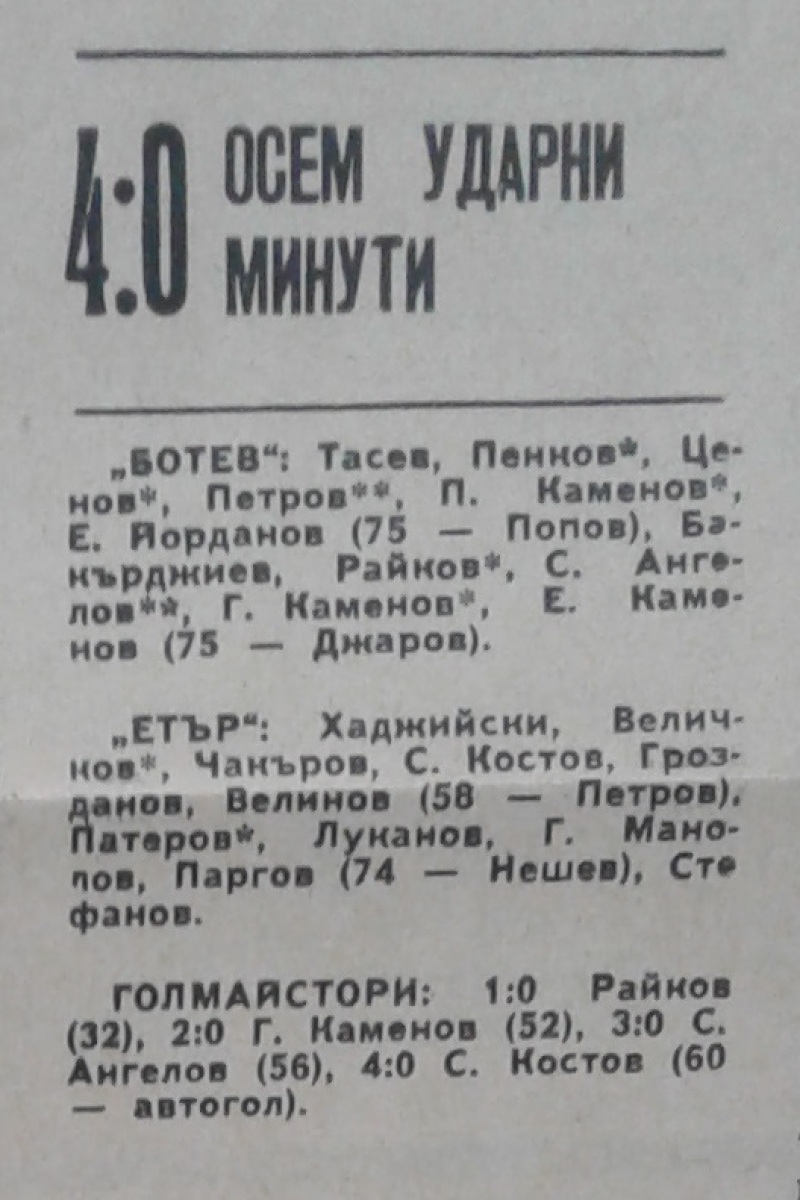 4:0 ОСЕМ УДАРНИ
МИНУТИ
„БОТЕВ“: Тасев, Пенков*, Це-
нов*, Петров**, П. Каменов*,
Е. Йорданов (75 — Попов), Ба-
кърджиев, Райков*, С. Анге-
лов**, Г. Каменов*, Е. Каме-
нов (75 — Джаров).
„ЕТЪР“: Хаджийски, Велич-
ков*, Чакъров, С. Костов, Гроз-
данов, Велинов (58 — Петров),
Патеров*, Луканов, Г. Мано-
лов, Паргов (74 — Нешев), Сте
фанов.
ГОЛМАЙСТОРИ: 1:0 Райков
(32), 2:0 Г. Каменов (52), 3:0 С.
Ангелов (56), 4:0 С. Костов (60
— автогол).